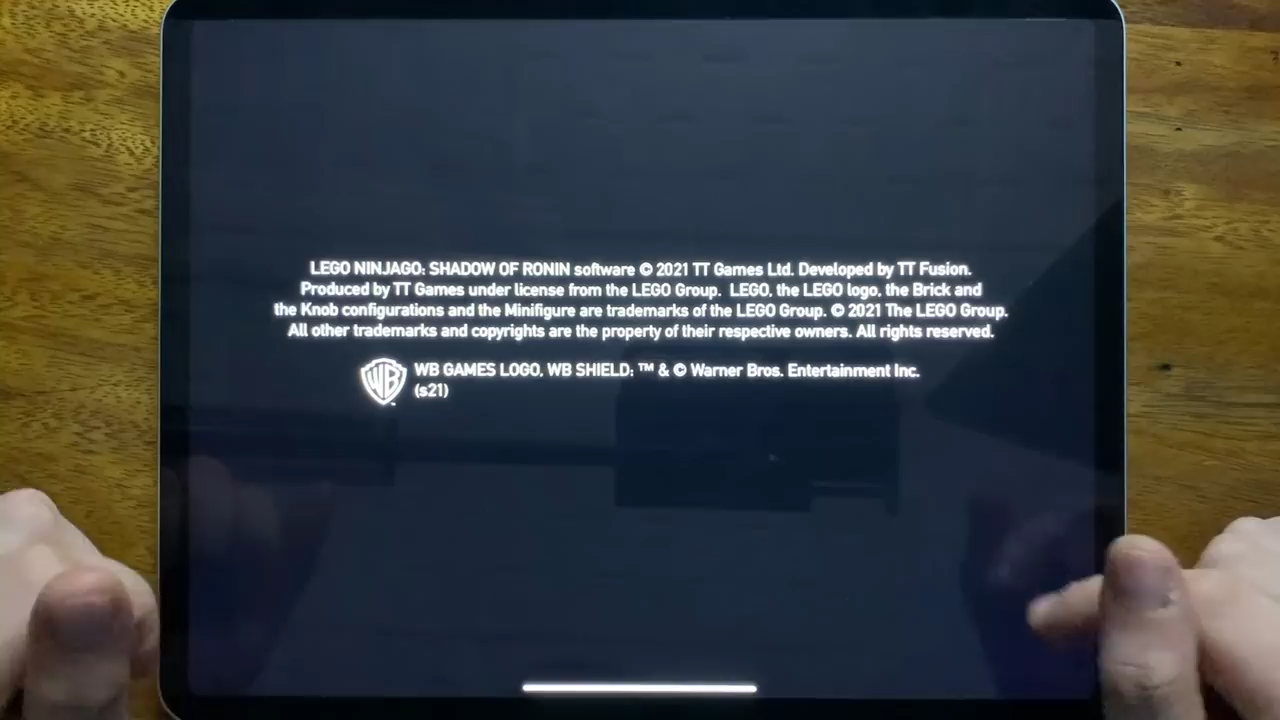 LEGO NINJAGO: SHADOW OF RONIN software © 2021 TT Games Ltd. Developed by TT Fusion.
Produced by TT Games under license from the LEGO Group. LEGO, the LEGO logo, the Brick and
the Knob configurations and the Minifigure are trademarks of the LEGO Group. © 2021 The LEGO Group.
All other trademarks and copyrights are the property of their respective owners. All rights reserved.
WB GAMES LOGO, WB SHIELD: ™ & © Warner Bros. Entertainment Inc.
(s21)
WB